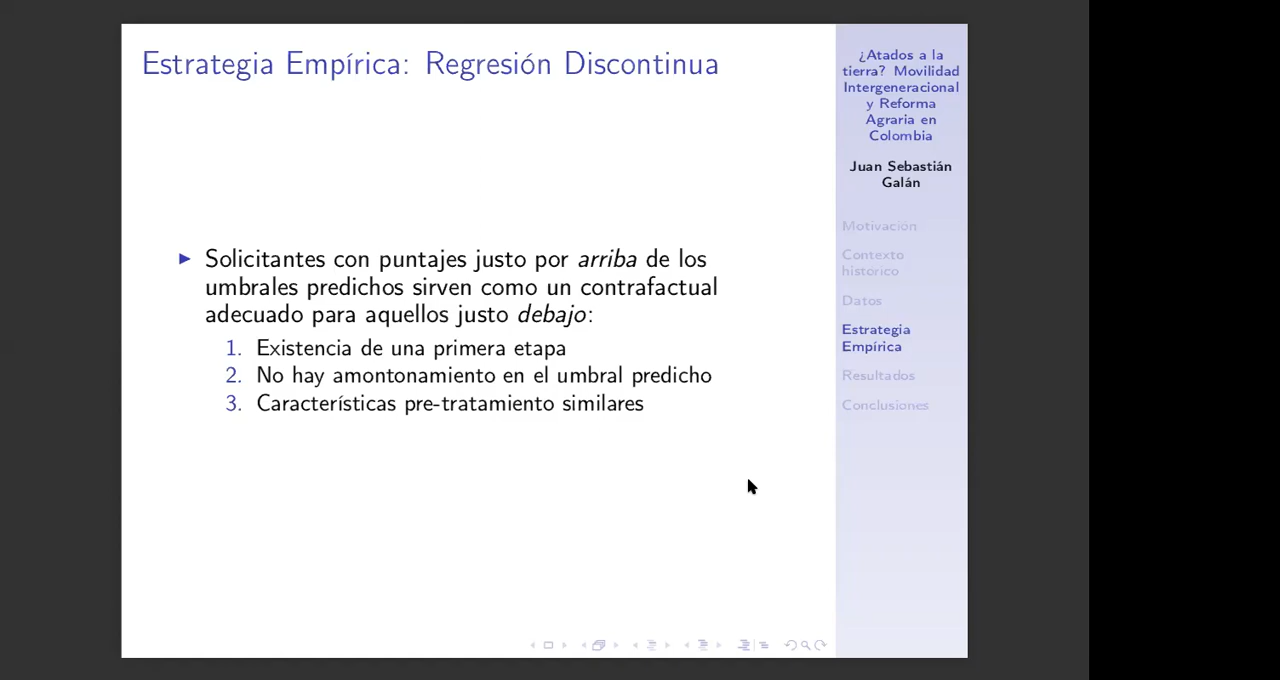 Estrategia Empírica: Regresión Discontinua
▶ Solicitantes con puntajes justo por arriba de los
umbrales predichos sirven como un contrafactual
adecuado para aquellos justo debajo:
1. Existencia de una primera etapa
2. No hay amontonamiento en el umbral predicho
3. Características pre-tratamiento similares
¿Atados a la
tierra? Movilidad
Intergeneracional
y Reforma
Agraria en
Colombia
Juan Sebastián
Galán
Motivación
Contexto
historico
Datos
Estrategia
Empírica
Resultados
Conclusiones